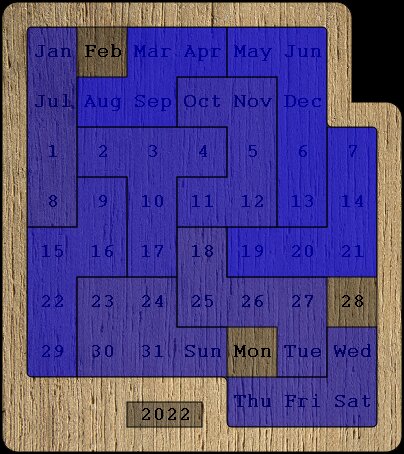 Jan Feb Mar Apr May Jun
Jul Aug Sep Oct Nov Dec
1 2 3 4 5 6 7
8 9 10 11 12 13 14
15 16 17 18 19 20 21
22 23 24 25 26 27 28
29 30 31 Sun Mon Tue Wed
Thu Fri Sat
2022